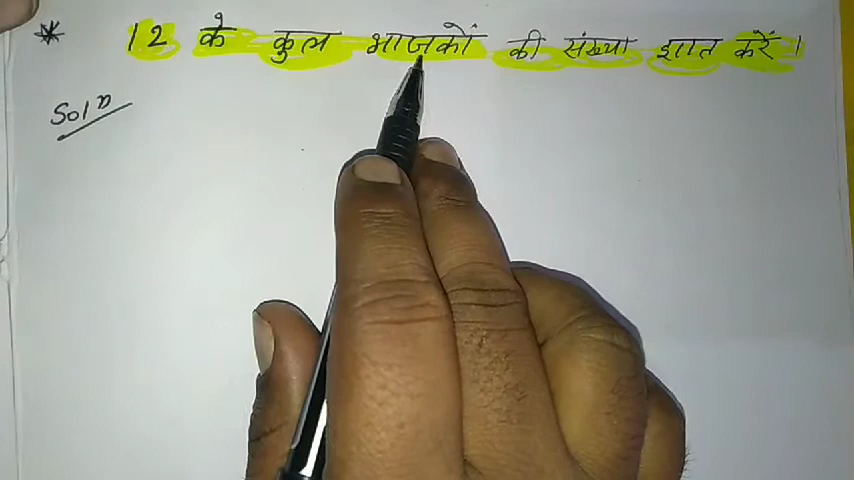 * 12 के कुल भाजकों की संख्या ज्ञात करें।
Solⁿ